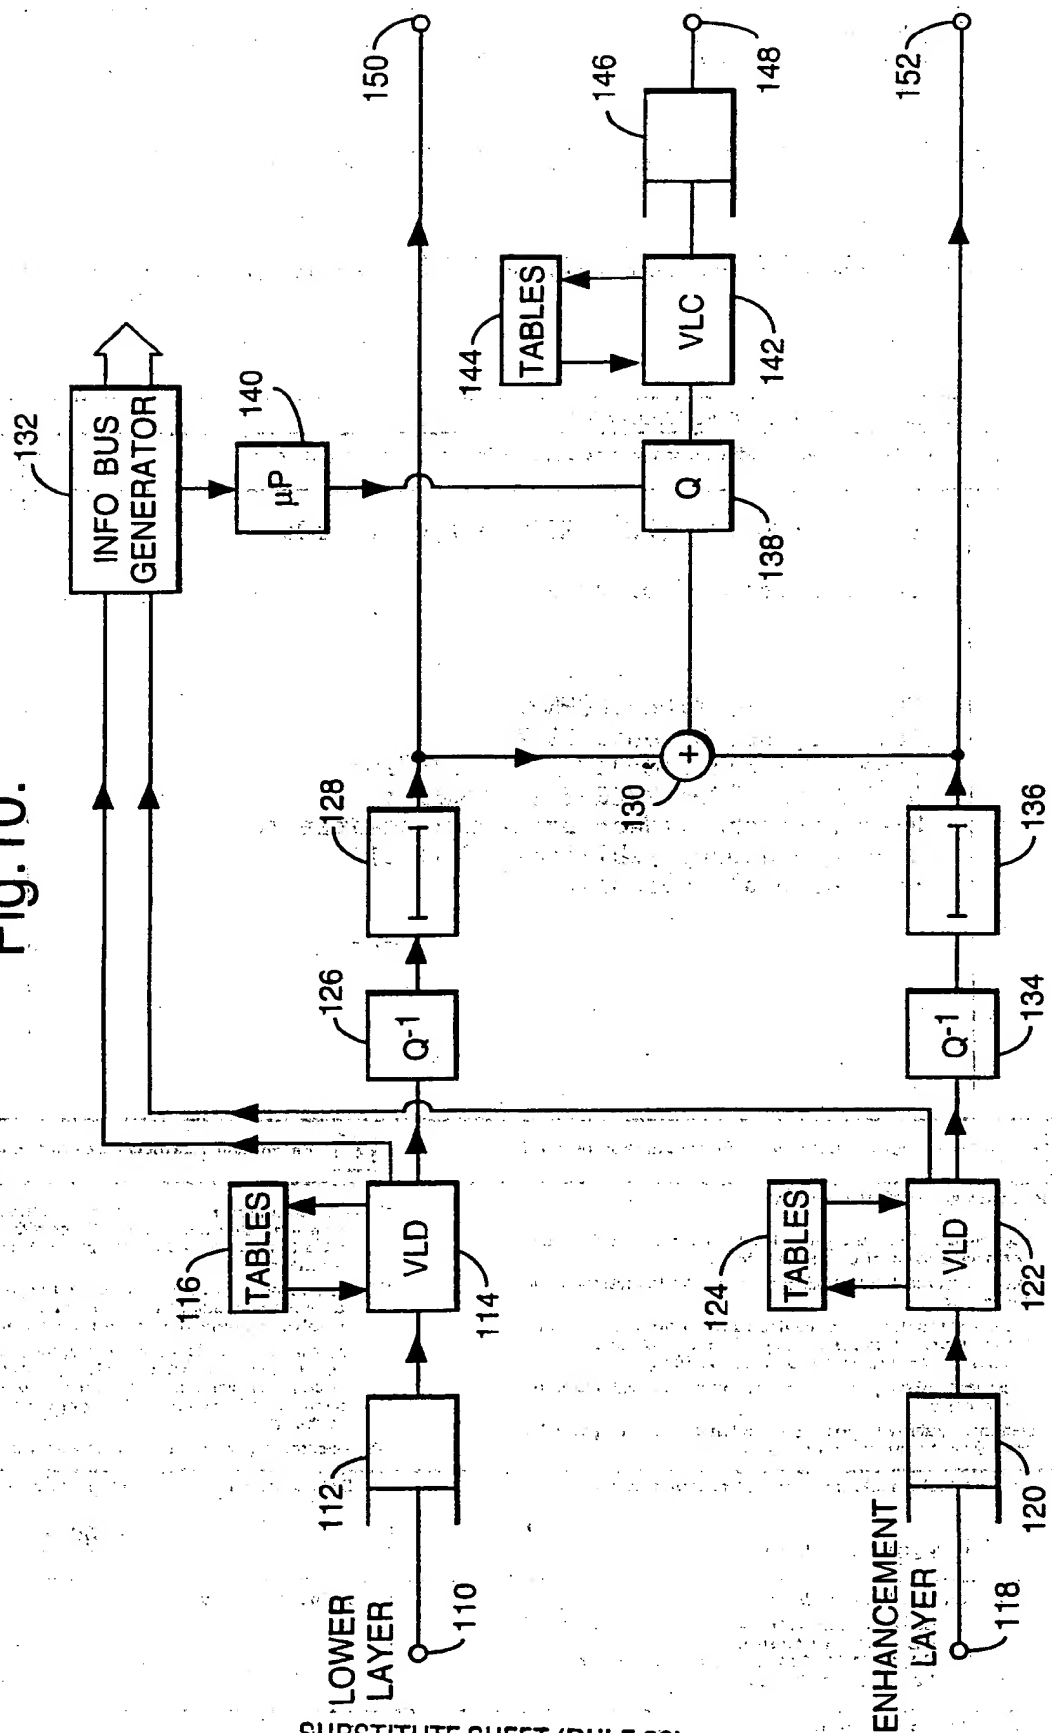 Fig.10.
132
INFO BUS
GENERATOR
140
μP
150
116
TABLES
126
Q-1
128
144
TABLES
146
LOWER
LAYER
110
112
VLD
114
130
+
Q
138
VLC
142
148
124
TABLES
152
ENHANCEMENT
LAYER
118
120
VLD
122
Q-1
134
136
SUBSTITUTE SHEET (RULE 26)